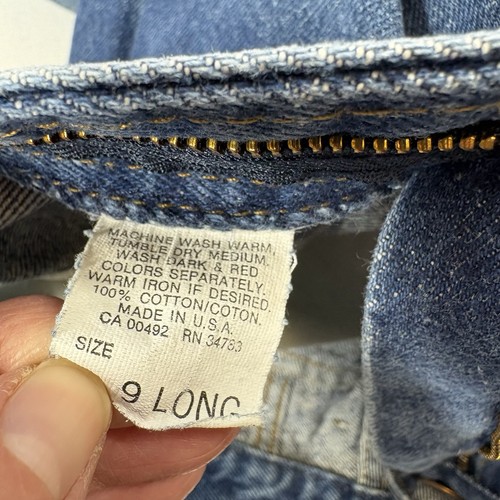 MACHINE WASH WARM,
TUMBLE DRY MEDIUM,
WASH DARK & RED
COLORS SEPARATELY.
WARM IRON IF DESIRED.
100% COTTON/COTON.
MADE IN U.S.A.
CA 00492 RN 34783
SIZE
9 LONG